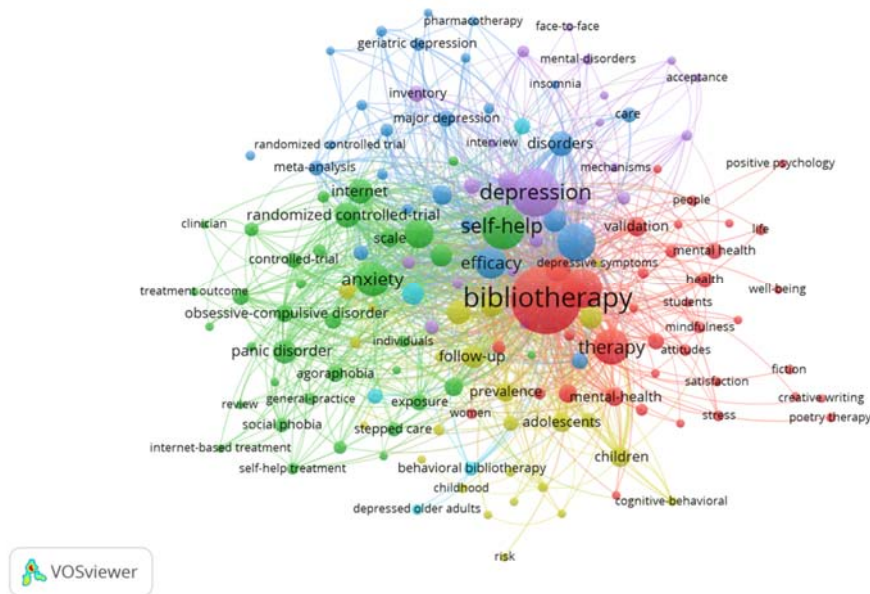 pharmacotherapy
face-to-face
geriatric depression
mental-disorders
acceptance
insomnia
inventory
care
major depression
interview
disorders
randomized controlled trial
meta-analysis
mechanisms
positive psychology
internet
depression
people
clinician
randomized controlled-trial
self-help
validation
life
scale
mental health
controlled-trial
efficacy
depressive symptoms
anxiety
health
treatment outcome
bibliotherapy
students
well-being
obsessive-compulsive disorder
mindfulness
individuals
panic disorder
follow-up
therapy
attitudes
agoraphobia
fiction
satisfaction
general-practice
exposure
prevalence
mental-health
creative writing
review
women
stress
poetry therapy
social phobia
stepped care
adolescents
internet-based treatment
children
self-help treatment
behavioral bibliotherapy
childhood
cognitive-behavioral
depressed older adults
risk
VOSviewer